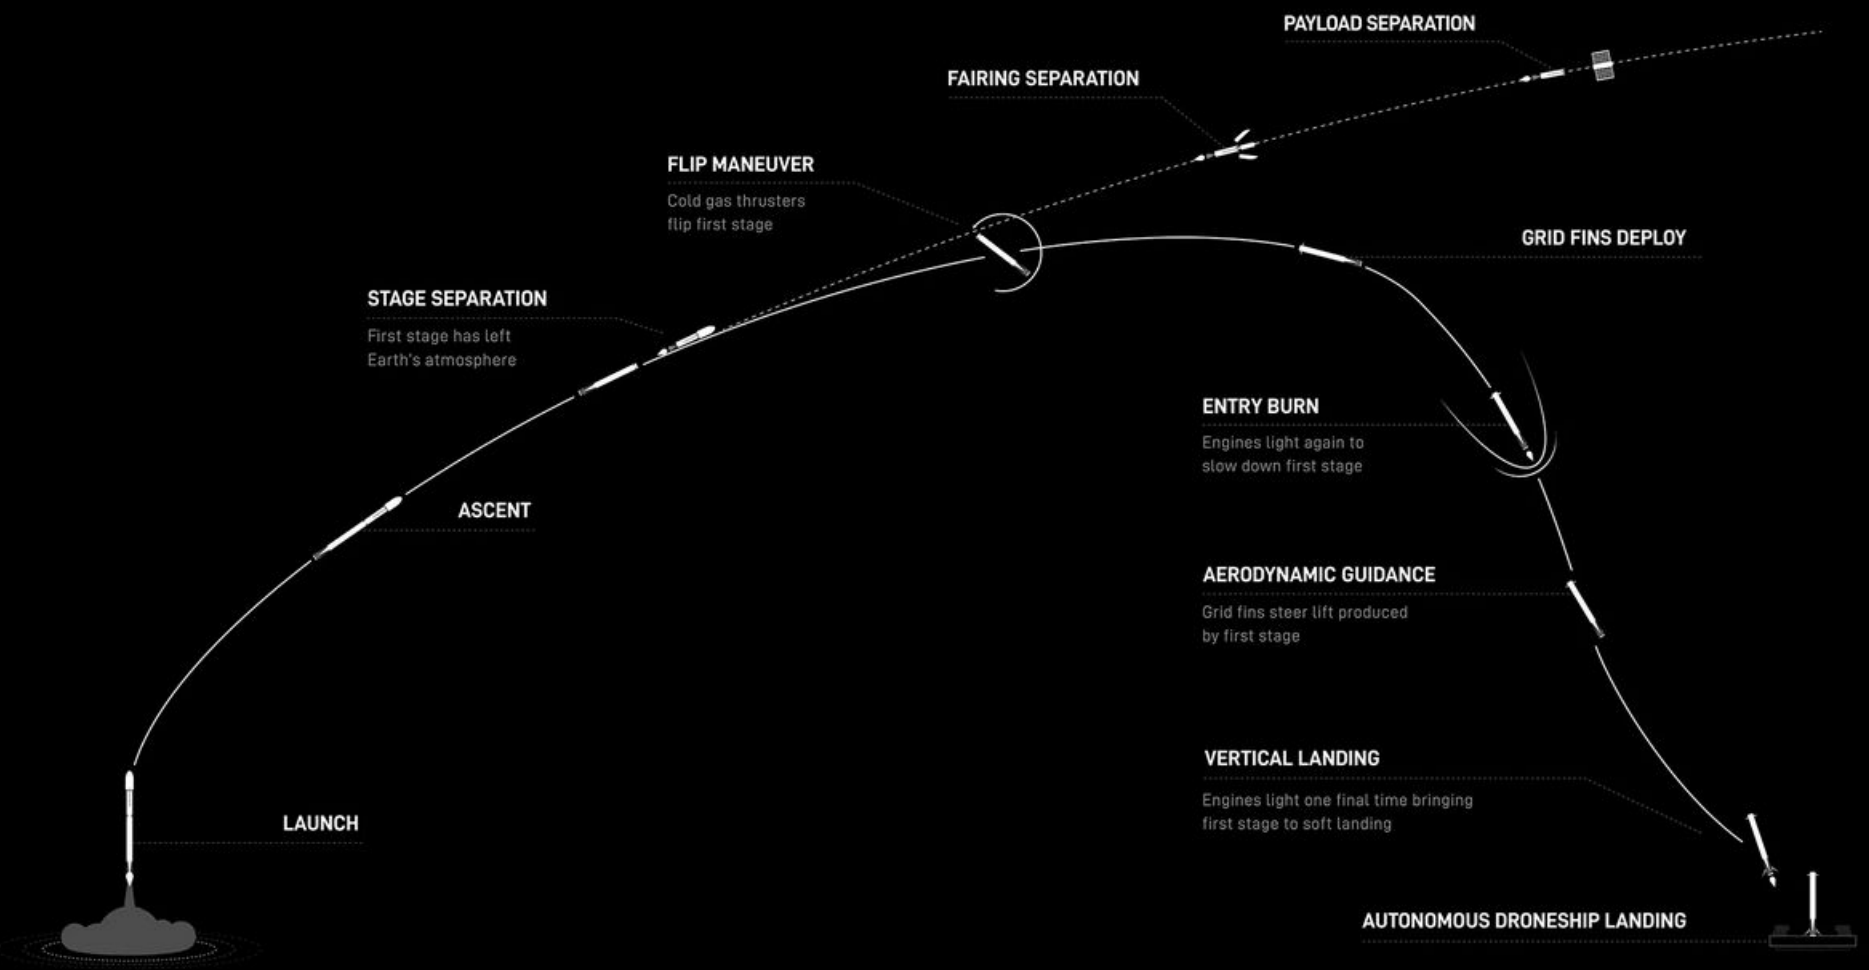 PAYLOAD SEPARATION
FAIRING SEPARATION
FLIP MANEUVER
Cold gas thrusters
flip first stage
GRID FINS DEPLOY
STAGE SEPARATION
First stage has left
Earth's atmosphere
ENTRY BURN
Engines light again to
slow down first stage
ASCENT
AERODYNAMIC GUIDANCE
Grid fins steer lift produced
by first stage
VERTICAL LANDING
Engines light one final time bringing
first stage to soft landing
LAUNCH
AUTONOMOUS DRONESHIP LANDING